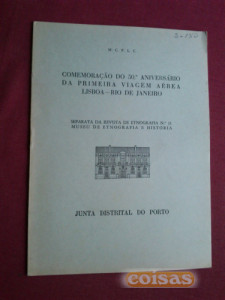 COMEMORAÇÃO DO 50.º ANIVERSÁRIO
DA PRIMEIRA VIAGEM AÉREA
LISBOA — RIO DE JANEIRO
SEPARATA DA REVISTA DE ETNOGRAFIA N.º
MUSEU DE ETNOGRAFIA E HISTÓRIA
JUNTA DISTRITAL DO PORTO
coisas